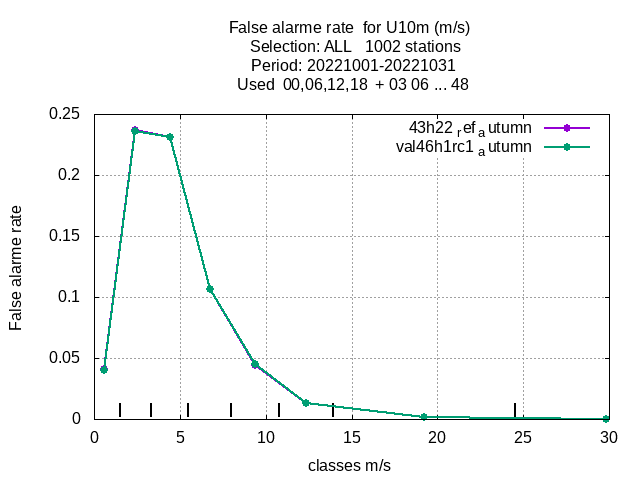 False alarme rate  for U10m (m/s)
Selection: ALL   1002 stations
Period: 20221001-20221031
Used  00,06,12,18  + 03 06 ... 48
43h22 ref autumn
val46h1rc1 autumn
0.25
0.2
0.15
0.1
0.05
0
False alarme rate
0 5 10 15 20 25 30
classes m/s